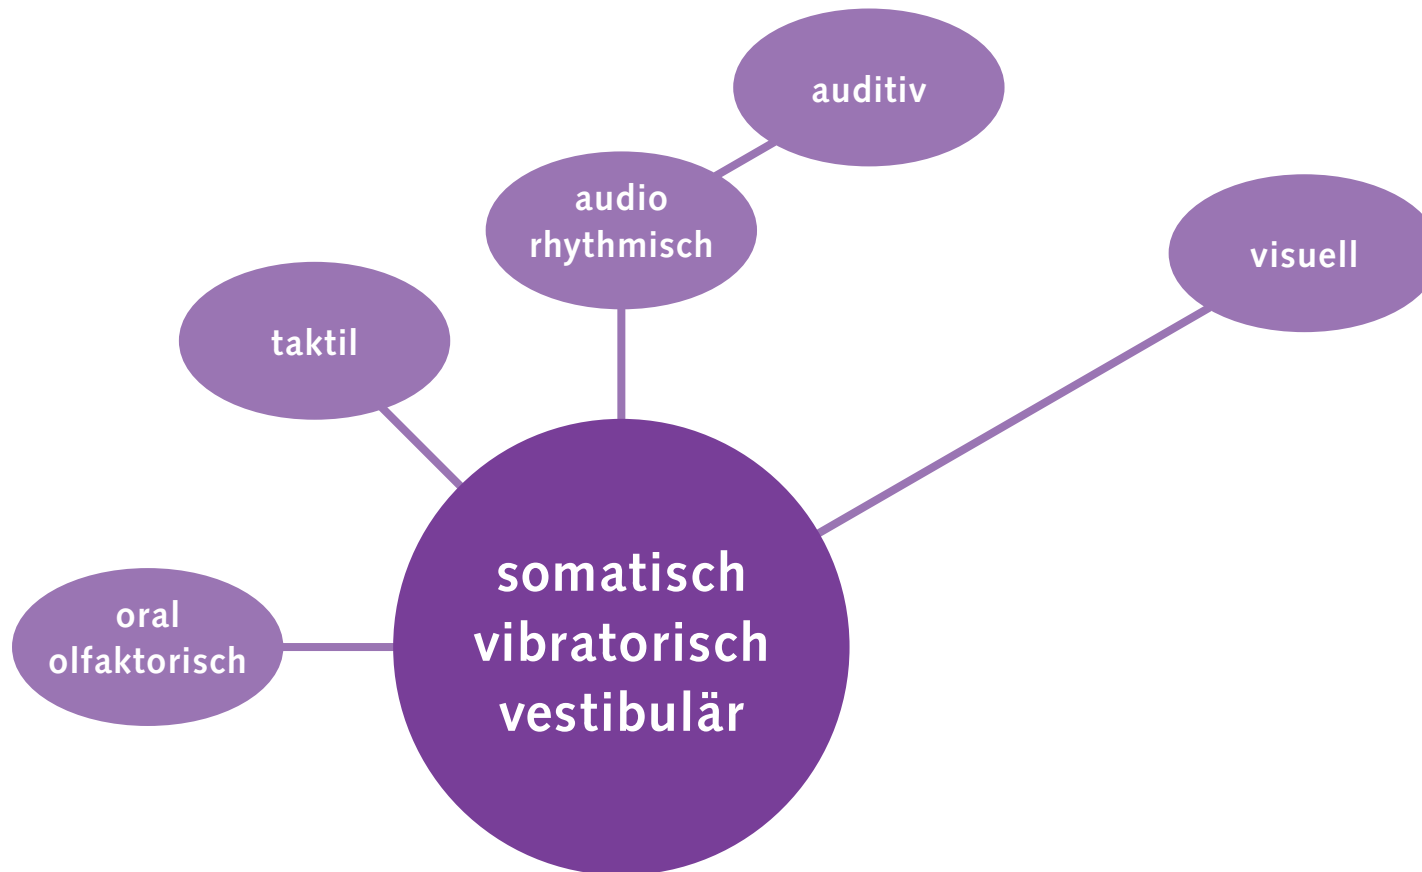 auditiv
audio
rhythmisch
visuell
taktil
somatisch
vibratorisch
vestibulär
oral
olfaktorisch